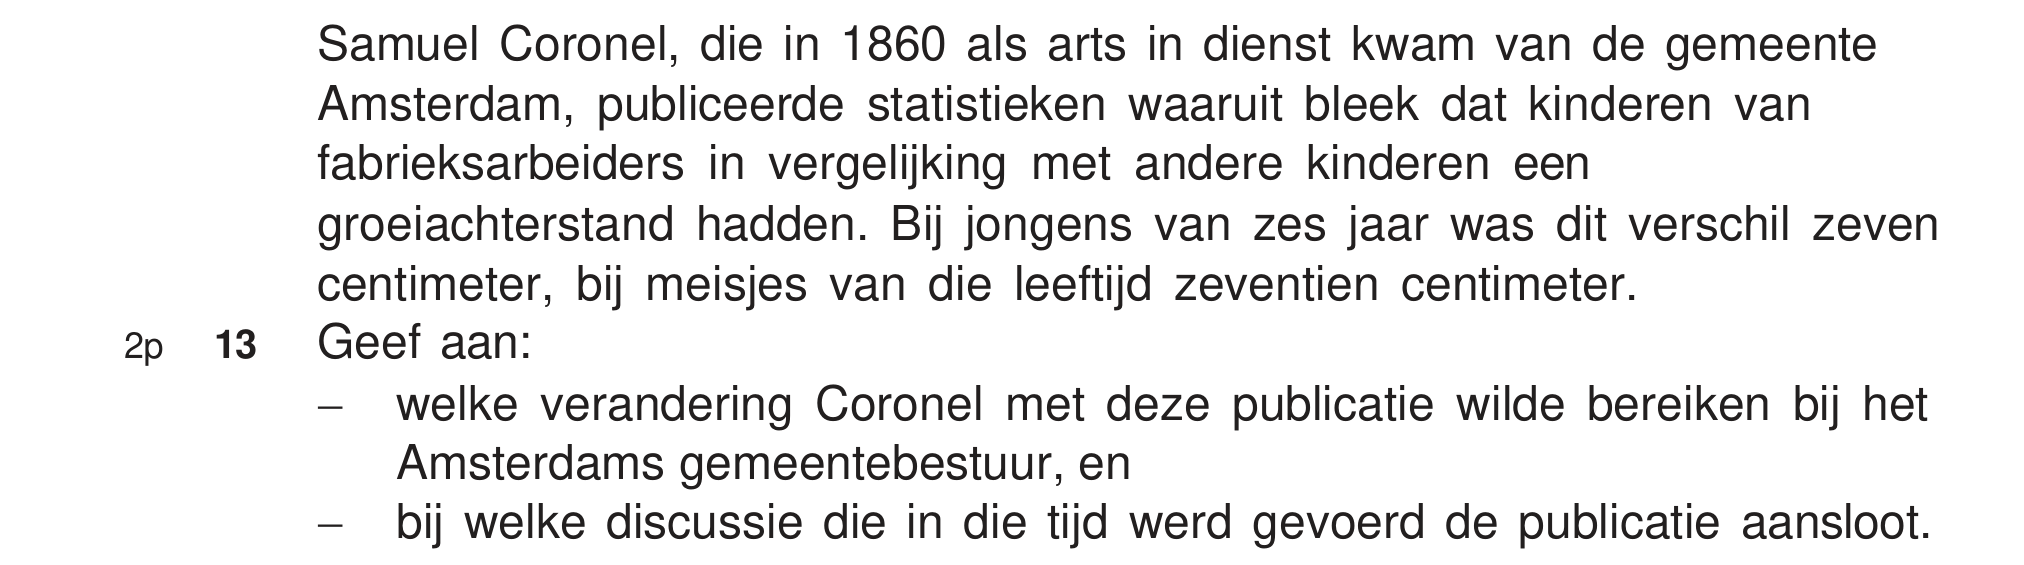 Samuel Coronel, die in 1860 als arts in dienst kwam van de gemeente
Amsterdam, publiceerde statistieken waaruit bleek dat kinderen van
fabrieksarbeiders in vergelijking met andere kinderen een
groeiachterstand hadden. Bij jongens van zes jaar was dit verschil zeven
centimeter, bij meisjes van die leeftijd zeventien centimeter.
2p 13 Geef aan:
– welke verandering Coronel met deze publicatie wilde bereiken bij het
Amsterdams gemeentebestuur, en
– bij welke discussie die in die tijd werd gevoerd de publicatie aansloot.